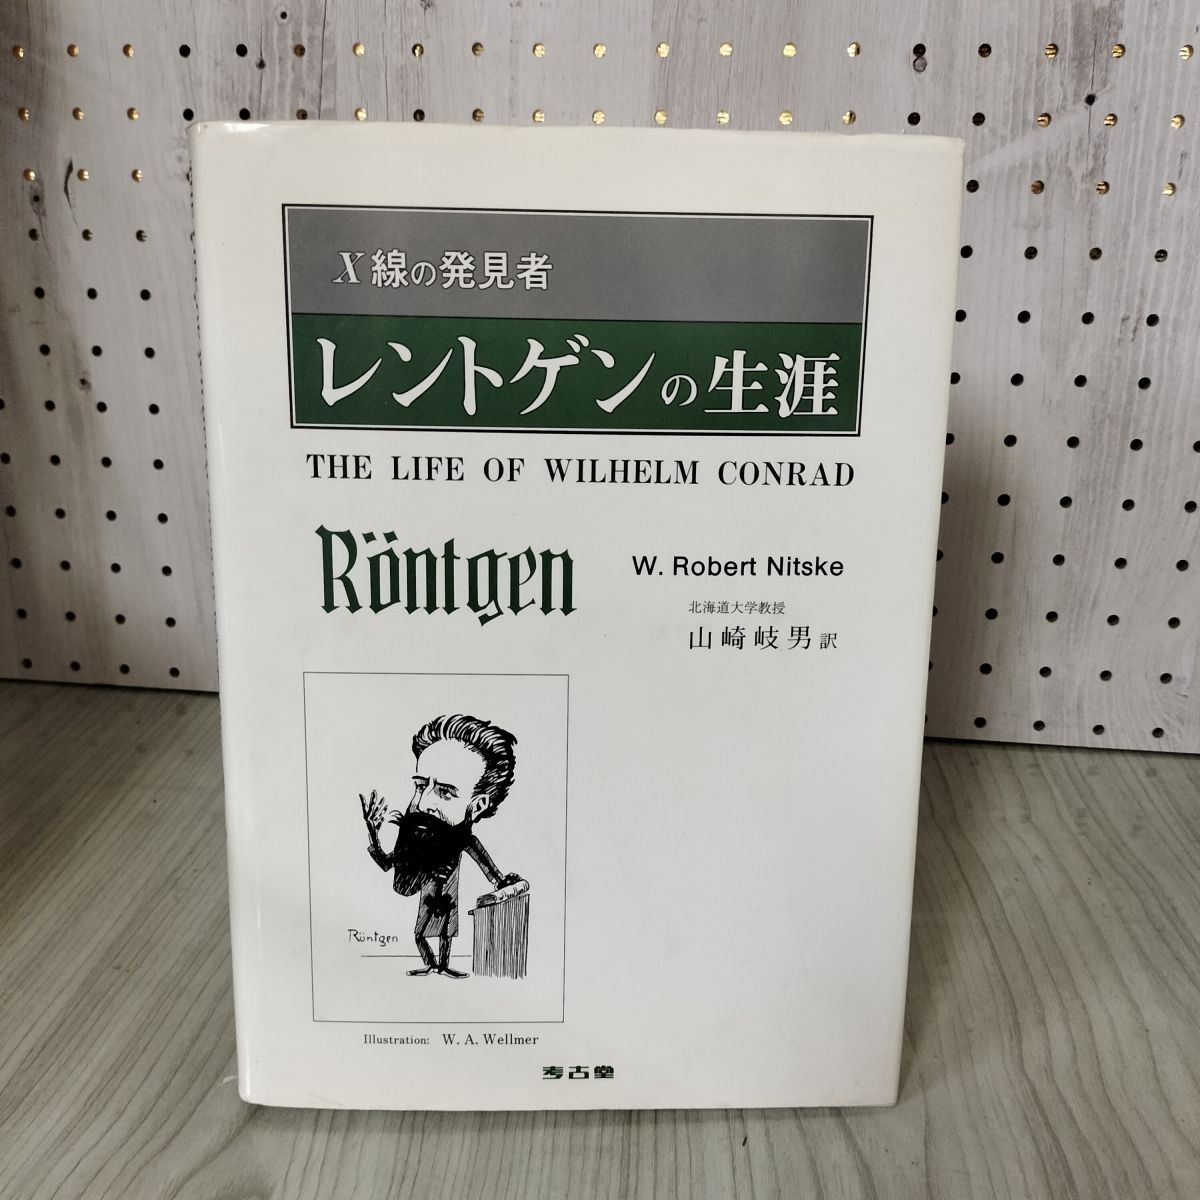 X線の発見者
レントゲンの生涯
THE LIFE OF WILHELM CONRAD
Röntgen
W. Robert Nitske
北海道大学教授
山崎岐男訳
Röntgen
Illustration: W. A. Wellmer
考古堂